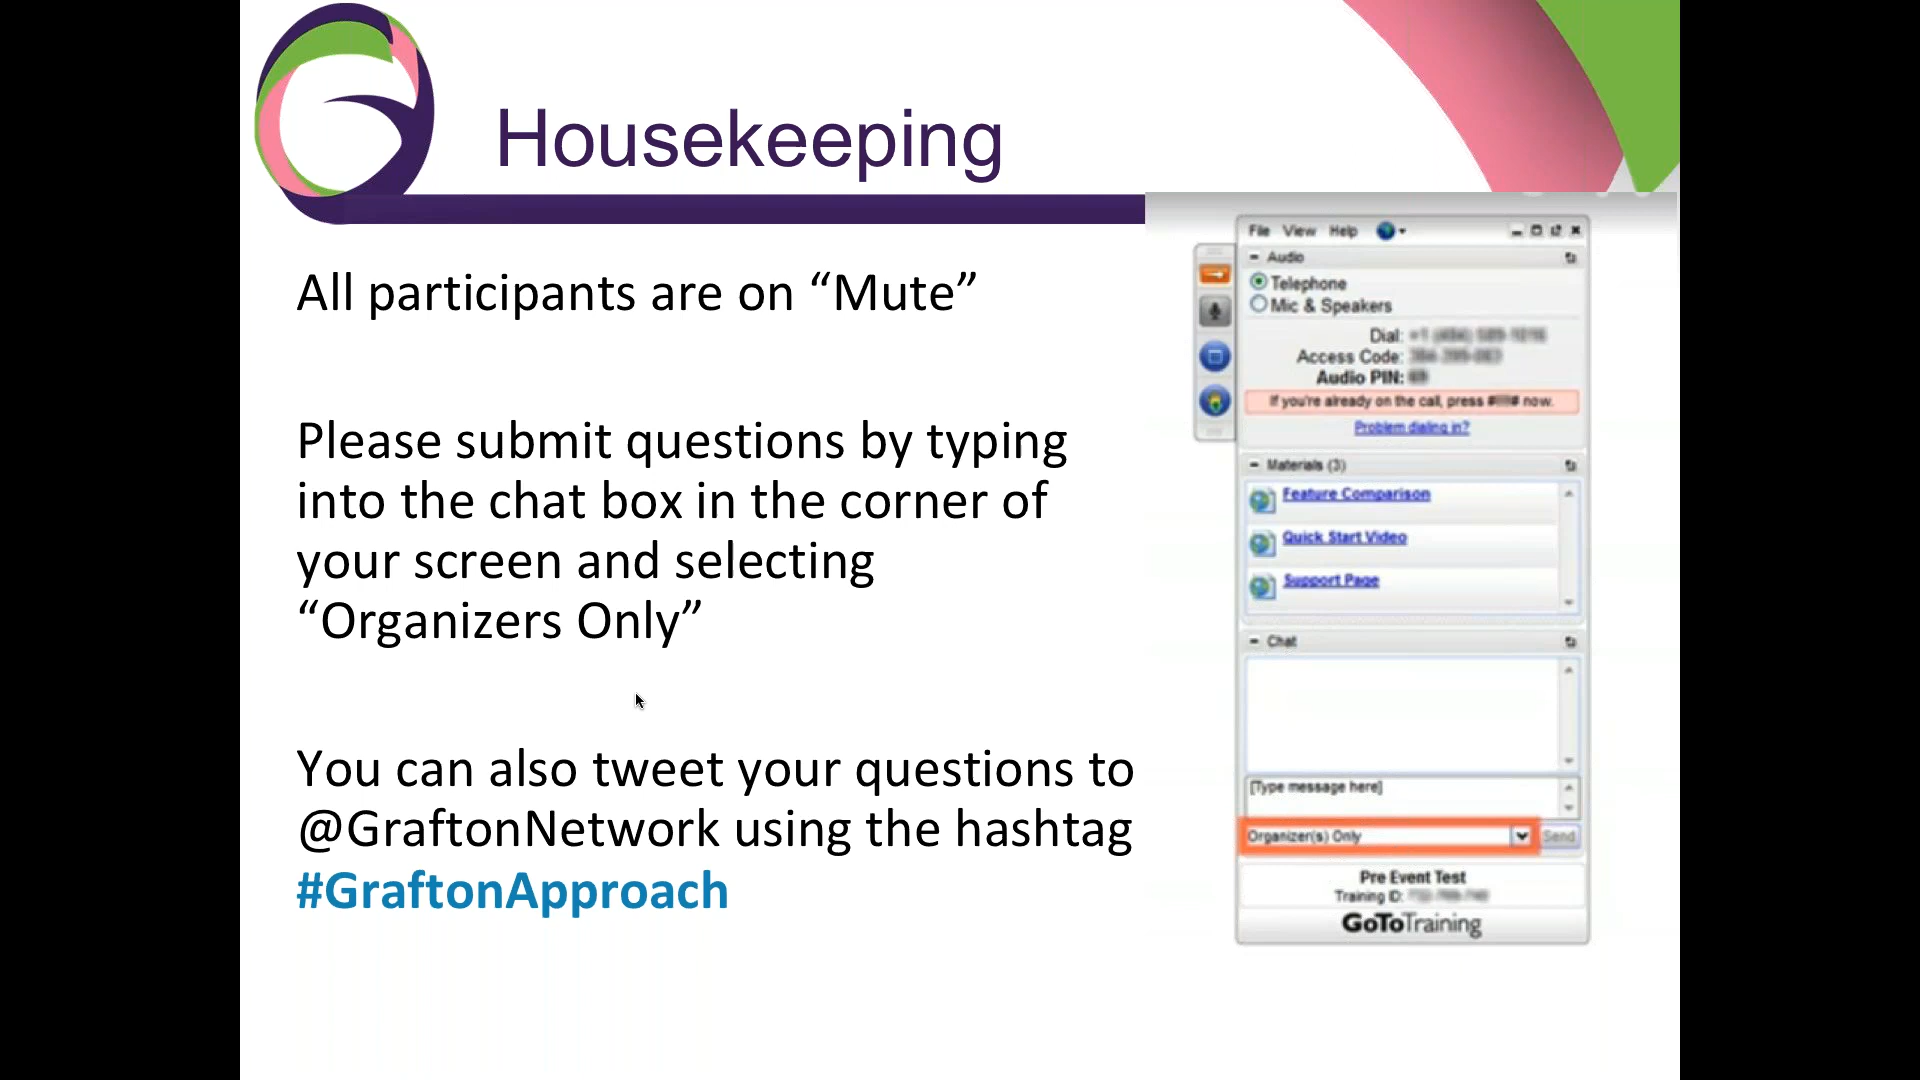 Housekeeping
All participants are on “Mute”
Please submit questions by typing
into the chat box in the corner of
your screen and selecting
“Organizers Only”
You can also tweet your questions to
@GraftonNetwork using the hashtag
#GraftonApproach
File View Help
Audio
Telephone
Mic & Speakers
Dial:
Access Code:
Audio PIN:
If you're already on the call, press # # now.
Problem dialing in?
Materials (3)
Feature Comparison
Quick Start Video
Support Page
Chat
[Type message here]
Organizer(s) Only
Send
Pre Event Test
Training ID:
GoToTraining